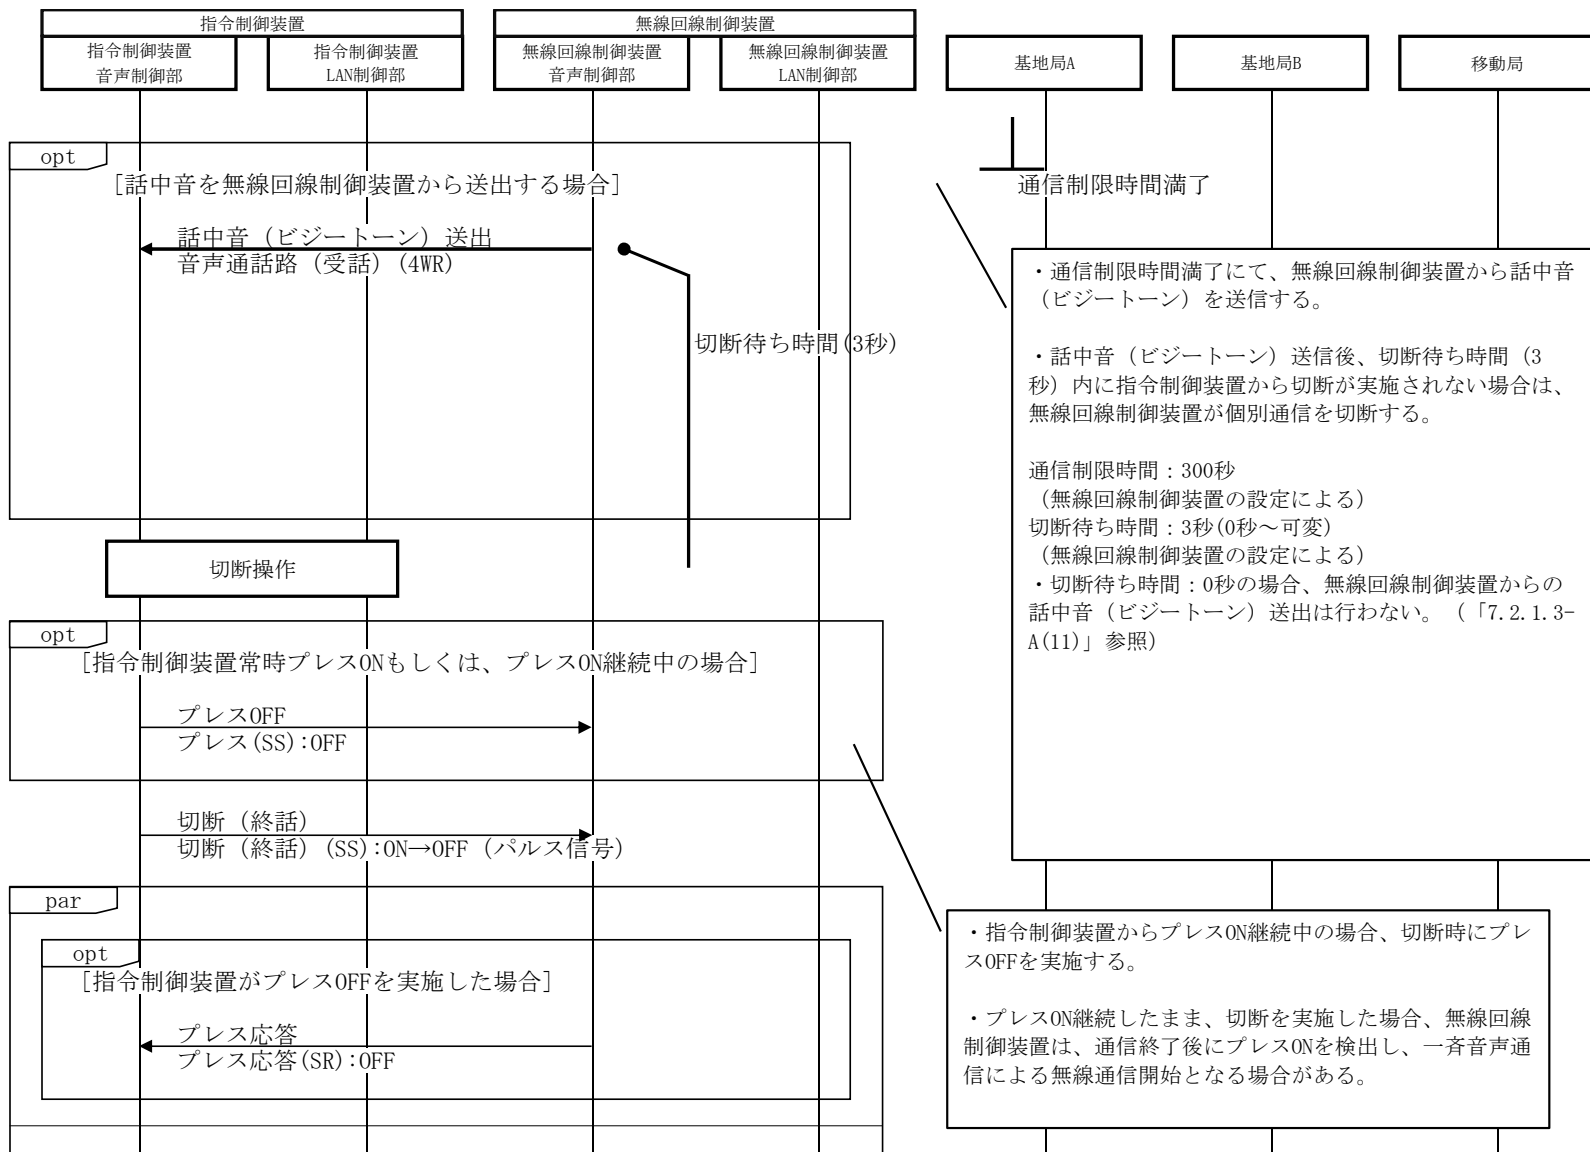 指令制御装置
無線回線制御装置
指令制御装置
音声制御部
指令制御装置
LAN制御部
無線回線制御装置
音声制御部
無線回線制御装置
LAN制御部
基地局A
基地局B
移動局
opt
[話中音を無線回線制御装置から送出する場合]
通信制限時間満了
話中音（ビジートーン）送出
音声通話路（受話）(4WR)
切断待ち時間(3秒)
・通信制限時間満了にて、無線回線制御装置から話中音
（ビジートーン）を送信する。
・話中音（ビジートーン）送信後、切断待ち時間（3
秒）内に指令制御装置から切断が実施されない場合は、
無線回線制御装置が個別通信を切断する。
通信制限時間：300秒
（無線回線制御装置の設定による）
切断待ち時間：3秒(0秒～可変)
（無線回線制御装置の設定による）
・切断待ち時間：0秒の場合、無線回線制御装置からの
話中音（ビジートーン）送出は行わない。（「7.2.1.3-
A(11)」参照）
切断操作
opt
[指令制御装置常時プレスONもしくは、プレスON継続中の場合]
プレスOFF
プレス(SS):OFF
切断（終話）
切断（終話）(SS):ON→OFF（パルス信号）
par
opt
[指令制御装置がプレスOFFを実施した場合]
プレス応答
プレス応答(SR):OFF
・指令制御装置からプレスON継続中の場合、切断時にプレ
スOFFを実施する。
・プレスON継続したまま、切断を実施した場合、無線回線
制御装置は、通信終了後にプレスONを検出し、一斉音声通
信による無線通信開始となる場合がある。